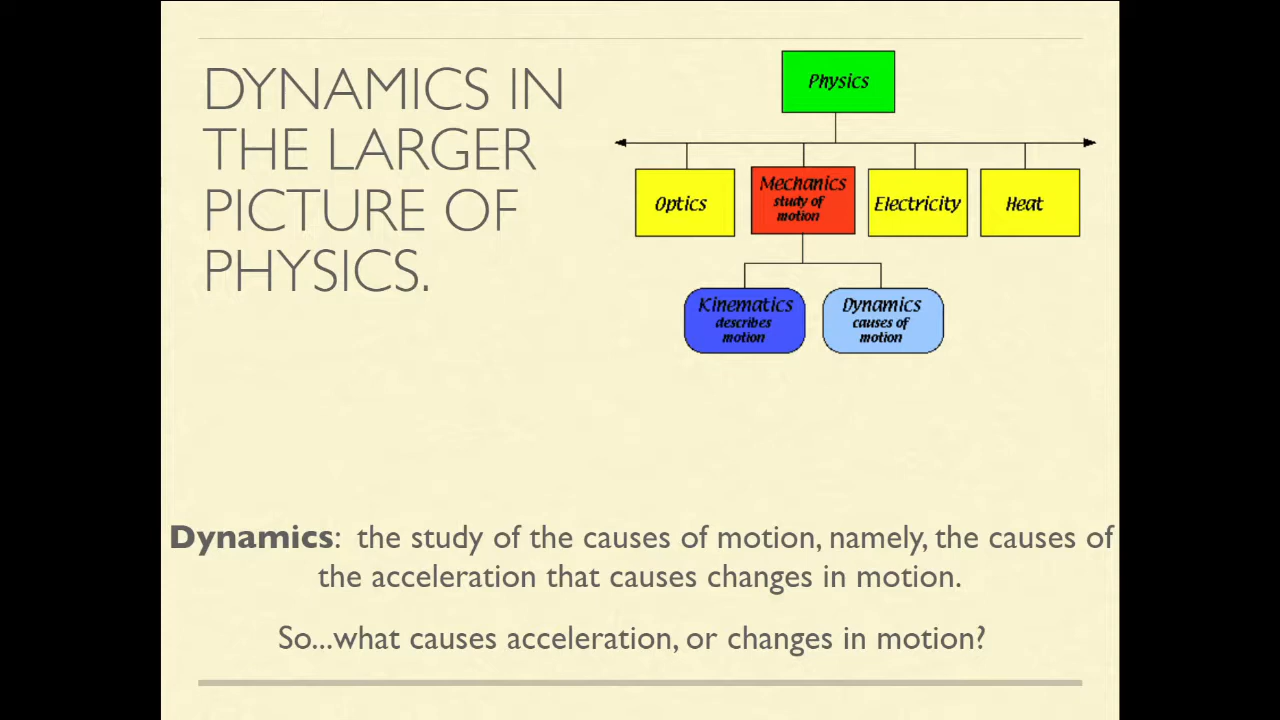 DYNAMICS IN
THE LARGER
PICTURE OF
PHYSICS.
Physics
Optics
Mechanics
study of
motion
Electricity
Heat
Kinematics
describes
motion
Dynamics
causes of
motion
Dynamics: the study of the causes of motion, namely, the causes of
the acceleration that causes changes in motion.
So...what causes acceleration, or changes in motion?